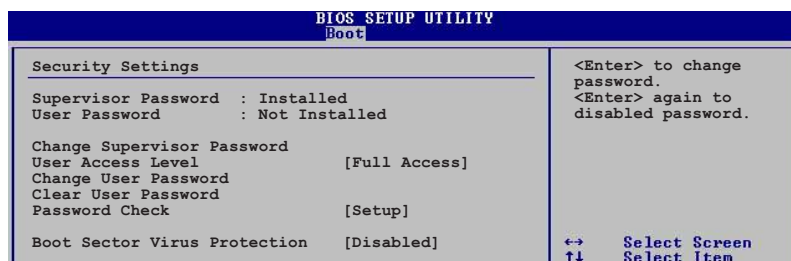 BIOS SETUP UTILITY
Boot
Security Settings
Supervisor Password : Installed
User Password : Not Installed
Change Supervisor Password
User Access Level [Full Access]
Change User Password
Clear User Password
Password Check [Setup]
Boot Sector Virus Protection [Disabled]
<Enter> to change
password.
<Enter> again to
disabled password.
↔ Select Screen
↑↓ Select Item